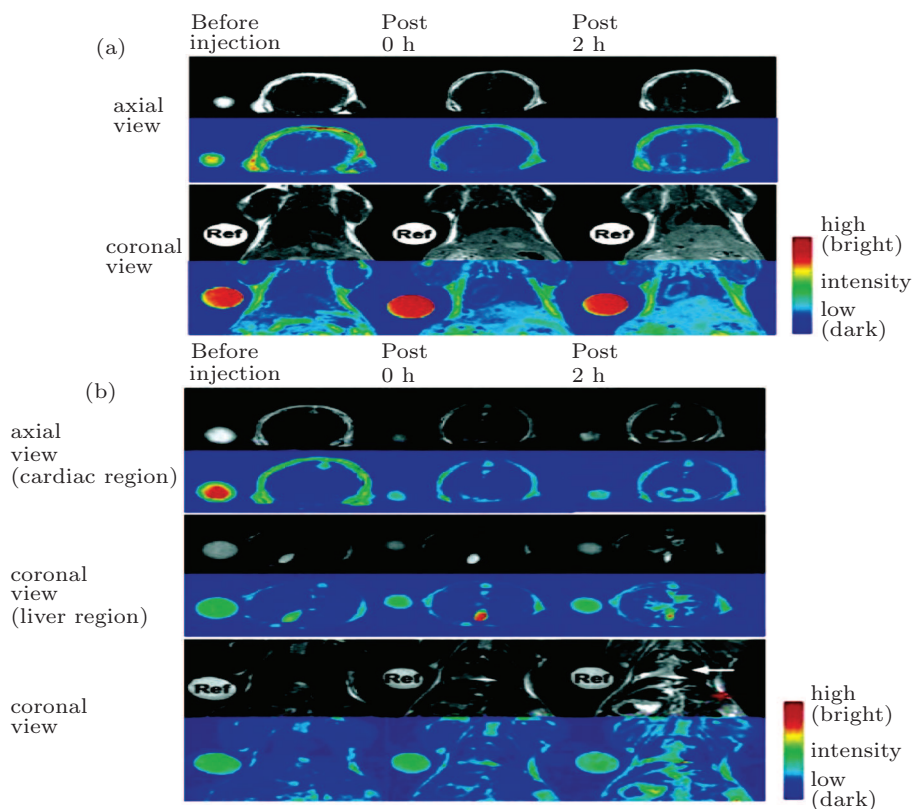 Before injection
Post 0 h
Post 2 h
(a)
axial view
Ref
Ref
Ref
coronal view
high (bright)
intensity
low (dark)
Before injection
Post 0 h
Post 2 h
(b)
axial view (cardiac region)
coronal view (liver region)
Ref
Ref
Ref
coronal view
high (bright)
intensity
low (dark)